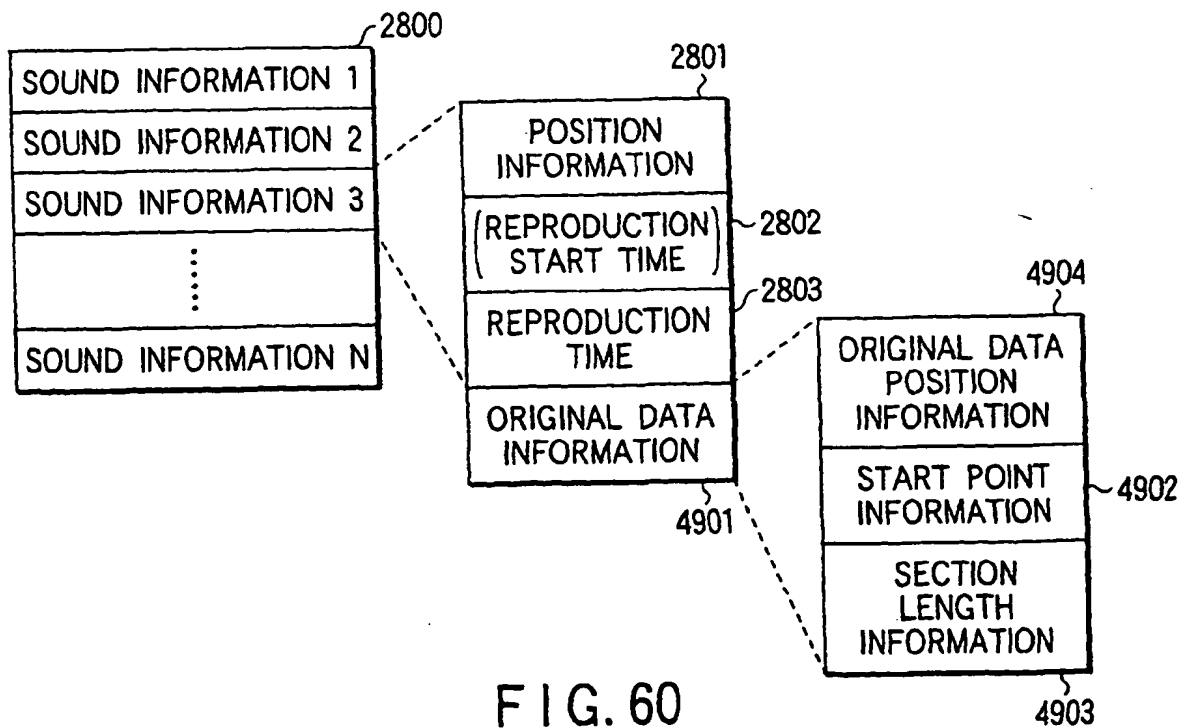 2800
SOUND INFORMATION 1
SOUND INFORMATION 2
SOUND INFORMATION 3
SOUND INFORMATION N
2801
POSITION
INFORMATION
(REPRODUCTION
START TIME)
2802
REPRODUCTION
TIME
2803
ORIGINAL DATA
INFORMATION
4901
4904
ORIGINAL DATA
POSITION
INFORMATION
START POINT
INFORMATION
4902
SECTION
LENGTH
INFORMATION
4903
FIG. 60